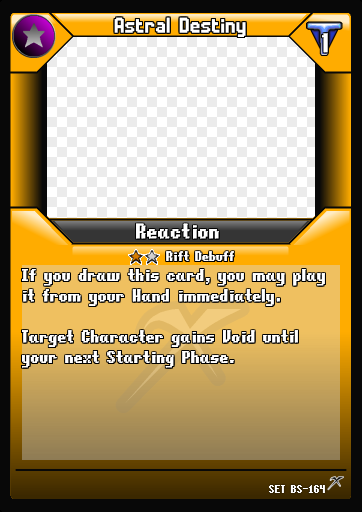 Astral Destiny
1
Reaction
Rift Debuff
If you draw this card, you may play
it from your Hand immediately.
Target Character gains Void until
your next Starting Phase.
SET BS-164